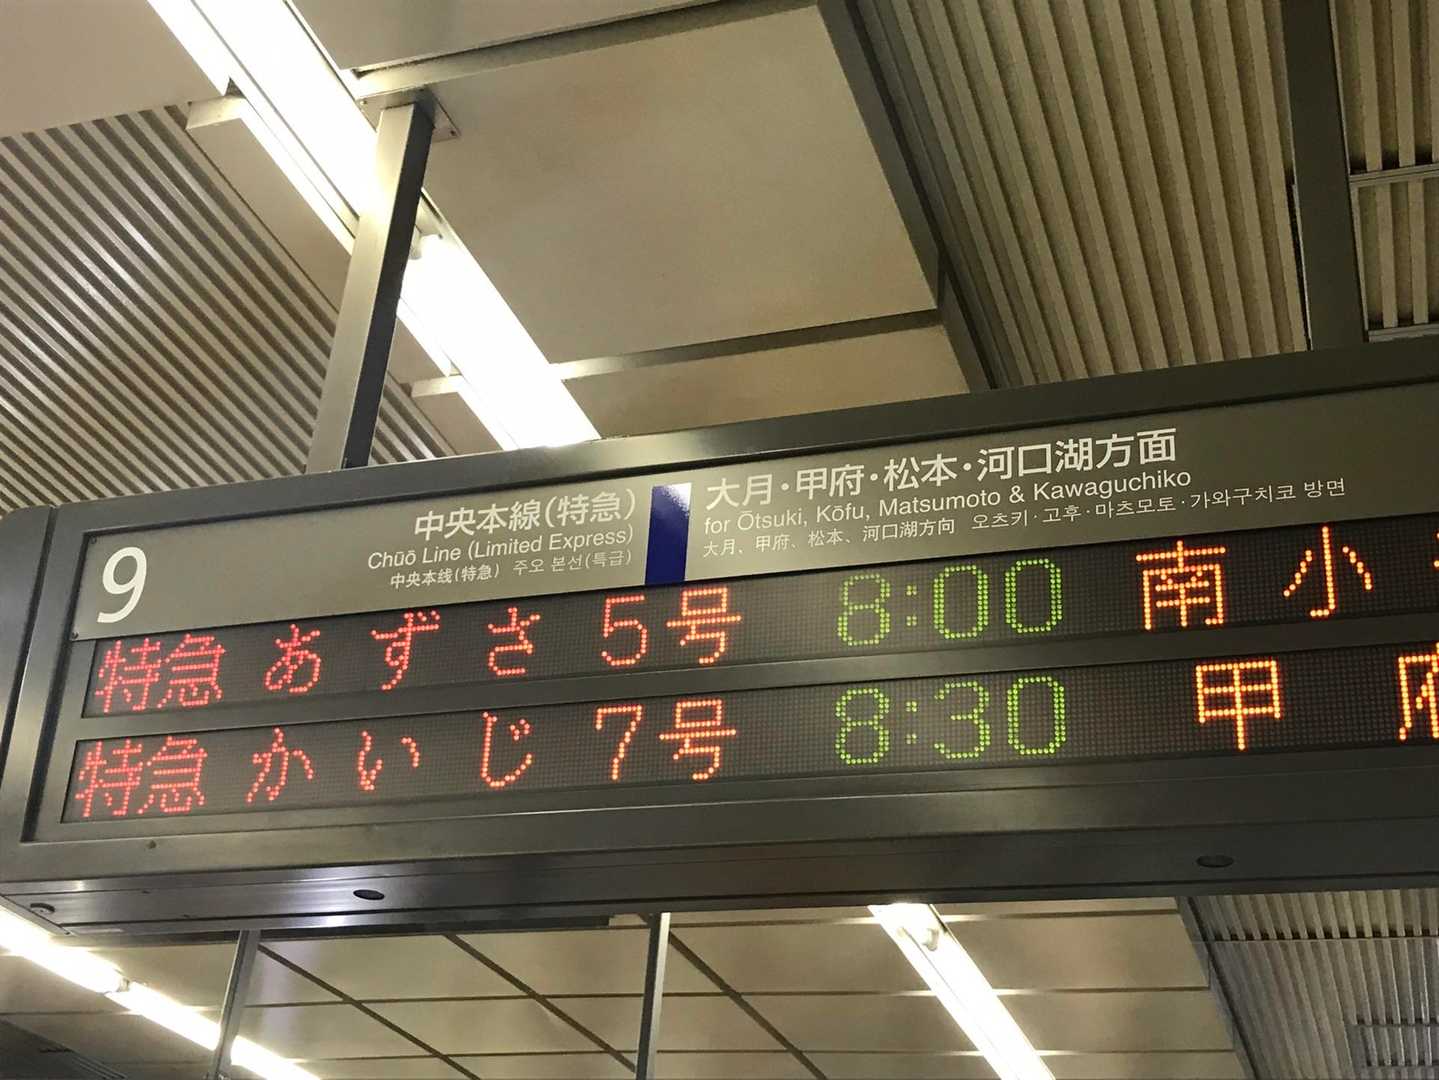 9
中央本線(特急)
Chūō Line (Limited Express)
中央本线(特急) 주오 본선(특급)
大月・甲府・松本・河口湖方面
for Ōtsuki, Kōfu, Matsumoto & Kawaguchiko
大月、甲府、松本、河口湖方向 오츠키·고후·마츠모토·가와구치코 방면
特急 あずさ 5号 8:00 南小
特急 かいじ 7号 8:30 甲府